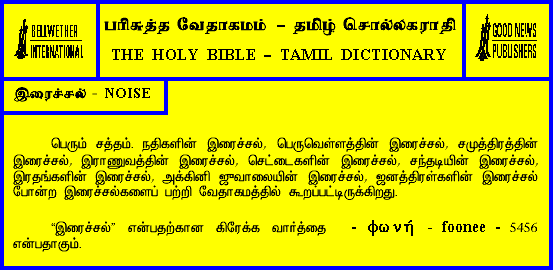 BELLWETHER
INTERNATIONAL
பரிசுத்த வேதாகமம் – தமிழ் சொல்லகராதி
THE HOLY BIBLE – TAMIL DICTIONARY
GOOD NEWS
PUBLISHERS
இரைச்சல் - NOISE
பெரும் சத்தம். நதிகளின் இரைச்சல், பெருவெள்ளத்தின் இரைச்சல், சமுத்திரத்தின்
இரைச்சல், இராணுவத்தின் இரைச்சல், செட்டைகளின் இரைச்சல், சந்தடியின் இரைச்சல்,
இரதங்களின் இரைச்சல், அக்கினி ஜுவாலையின் இரைச்சல், ஜனத்திரள்களின் இரைச்சல்
போன்ற இரைச்சல்களைப் பற்றி வேதாகமத்தில் கூறப்பட்டிருக்கிறது.
“இரைச்சல்” என்பதற்கான கிரேக்க வார்த்தை - φωνή - foonee - 5456
என்பதாகும்.